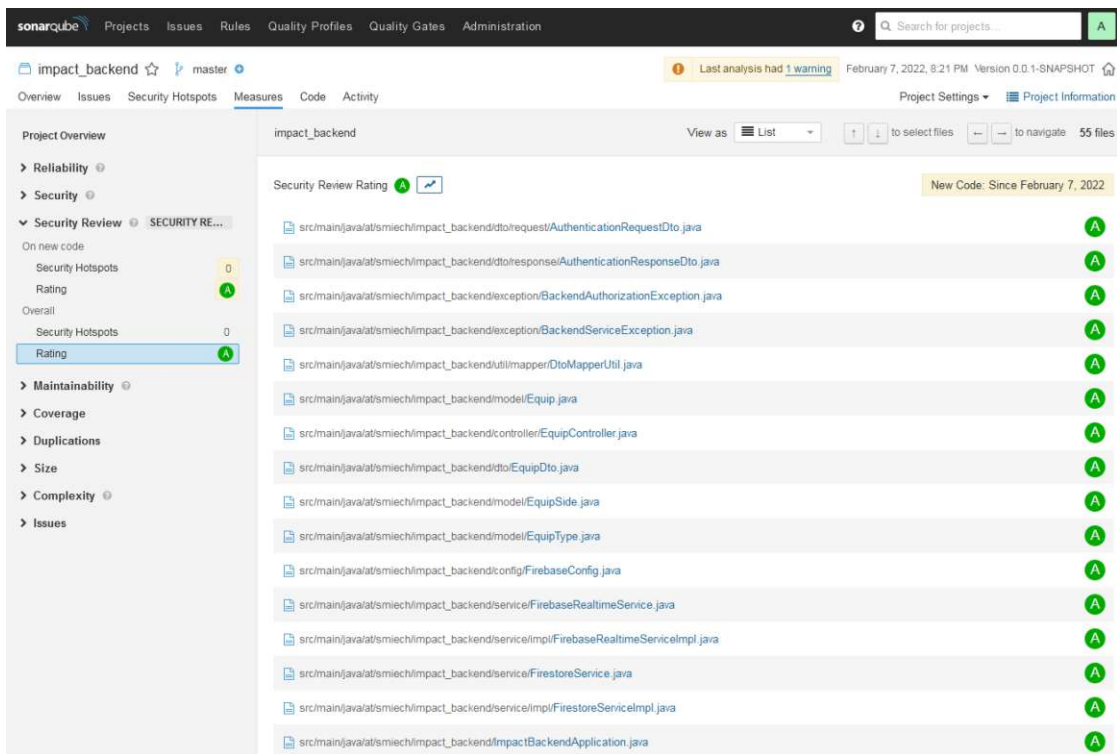 sonarqube Projects Issues Rules Quality Profiles Quality Gates Administration ? Search for projects... A
impact_backend master Last analysis had 1 warning February 7, 2022, 8:21 PM Version 0.0.1-SNAPSHOT
Overview Issues Security Hotspots Measures Code Activity Project Settings Project Information
Project Overview
Reliability
Security
Security Review SECURITY RE...
On new code
Security Hotspots 0
Rating A
Overall
Security Hotspots 0
Rating A
Maintainability
Coverage
Duplications
Size
Complexity
Issues
impact_backend View as List ↑ ↓ to select files ← → to navigate 55 files
Security Review Rating A New Code: Since February 7, 2022
src/main/java/at/smiech/impact_backend/dto/request/AuthenticationRequestDto.java A
src/main/java/at/smiech/impact_backend/dto/response/AuthenticationResponseDto.java A
src/main/java/at/smiech/impact_backend/exception/BackendAuthorizationException.java A
src/main/java/at/smiech/impact_backend/exception/BackendServiceException.java A
src/main/java/at/smiech/impact_backend/util/mapper/DtoMapperUtil.java A
src/main/java/at/smiech/impact_backend/model/Equip.java A
src/main/java/at/smiech/impact_backend/controller/EquipController.java A
src/main/java/at/smiech/impact_backend/dto/EquipDto.java A
src/main/java/at/smiech/impact_backend/model/EquipSide.java A
src/main/java/at/smiech/impact_backend/model/EquipType.java A
src/main/java/at/smiech/impact_backend/config/FirebaseConfig.java A
src/main/java/at/smiech/impact_backend/service/FirebaseRealtimeService.java A
src/main/java/at/smiech/impact_backend/service/impl/FirebaseRealtimeServiceImpl.java A
src/main/java/at/smiech/impact_backend/service/FirestoreService.java A
src/main/java/at/smiech/impact_backend/service/impl/FirestoreServiceImpl.java A
src/main/java/at/smiech/impact_backend/ImpactBackendApplication.java A